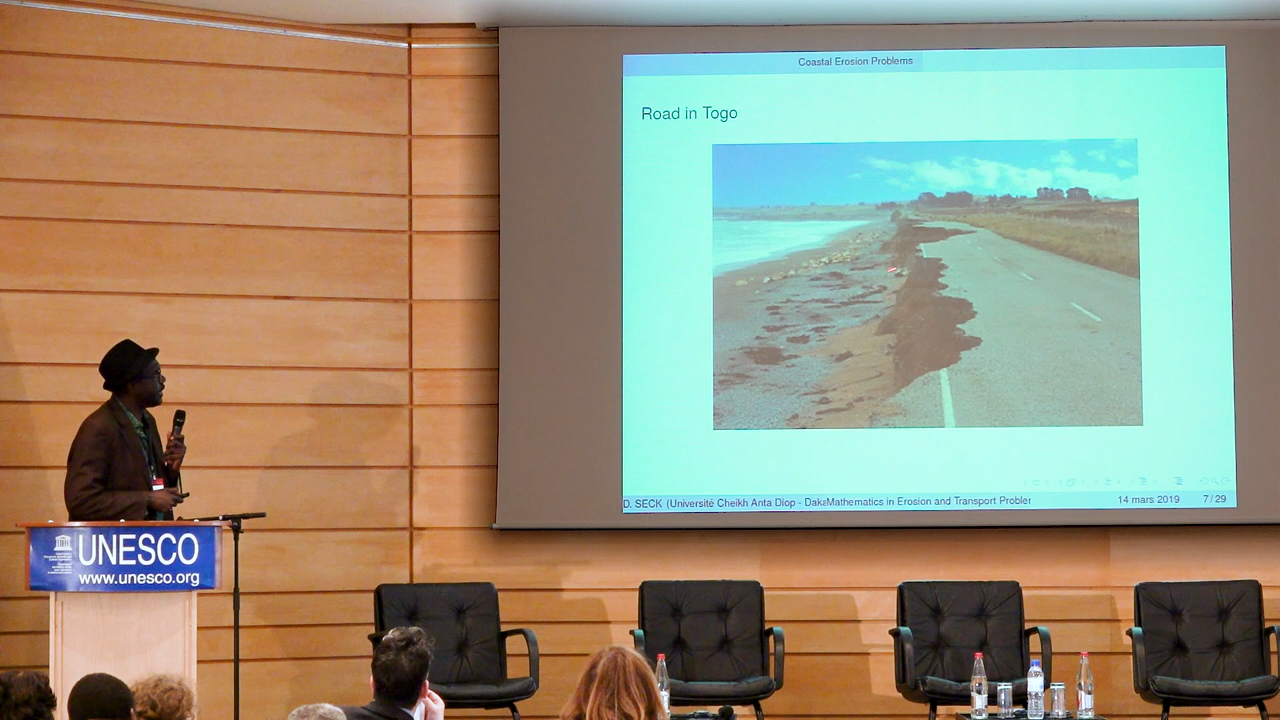 Coastal Erosion Problems
Road in Togo
D. SECK (Université Cheikh Anta Diop - DakaMathematics in Erosion and Transport Probler
14 mars 2019
7 / 29
UNESCO
www.unesco.org